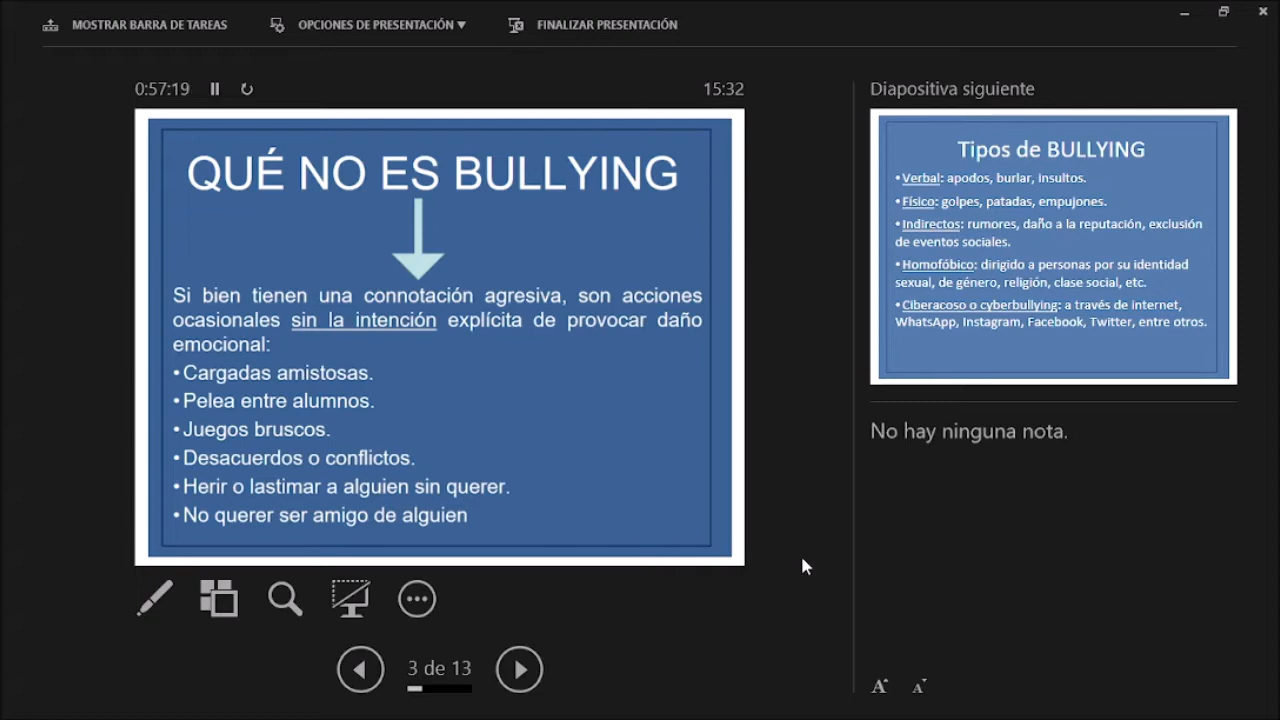 MOSTRAR BARRA DE TAREAS
OPCIONES DE PRESENTACIÓN ▼
FINALIZAR PRESENTACIÓN
0:57:19
15:32
QUÉ NO ES BULLYING
Si bien tienen una connotación agresiva, son acciones
ocasionales sin la intención explícita de provocar daño
emocional:
•Cargadas amistosas.
•Pelea entre alumnos.
•Juegos bruscos.
•Desacuerdos o conflictos.
•Herir o lastimar a alguien sin querer.
•No querer ser amigo de alguien
3 de 13
Diapositiva siguiente
Tipos de BULLYING
•Verbal: apodos, burlar, insultos.
•Físico: golpes, patadas, empujones.
•Indirectos: rumores, daño a la reputación, exclusión
de eventos sociales.
•Homofóbico: dirigido a personas por su identidad
sexual, de género, religión, clase social, etc.
•Ciberacoso o cyberbullying: a través de internet,
WhatsApp, Instagram, Facebook, Twitter, entre otros.
No hay ninguna nota.
A A